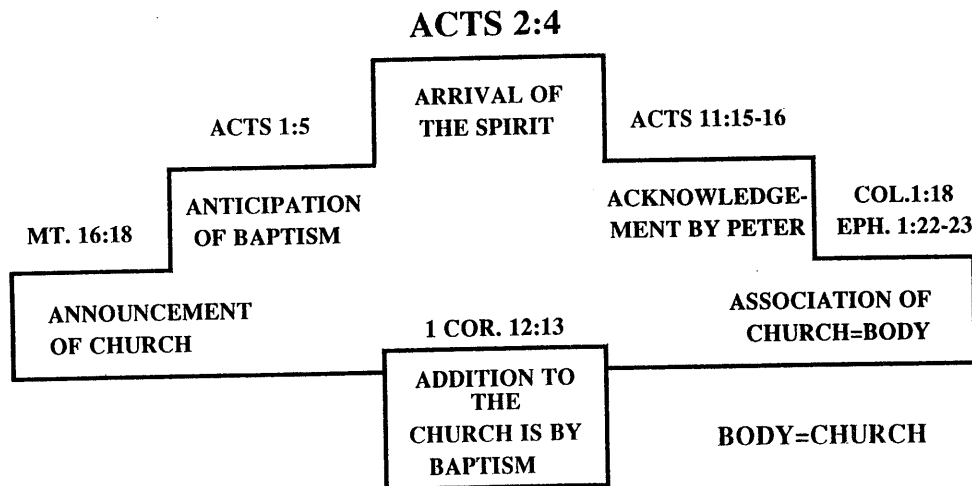 ACTS 2:4
ARRIVAL OF
THE SPIRIT
ACTS 1:5
ACTS 11:15-16
ANTICIPATION
OF BAPTISM
ACKNOWLEDGE-
MENT BY PETER
MT. 16:18
COL.1:18
EPH. 1:22-23
ANNOUNCEMENT
OF CHURCH
ASSOCIATION OF
CHURCH=BODY
1 COR. 12:13
ADDITION TO
THE
CHURCH IS BY
BAPTISM
BODY=CHURCH